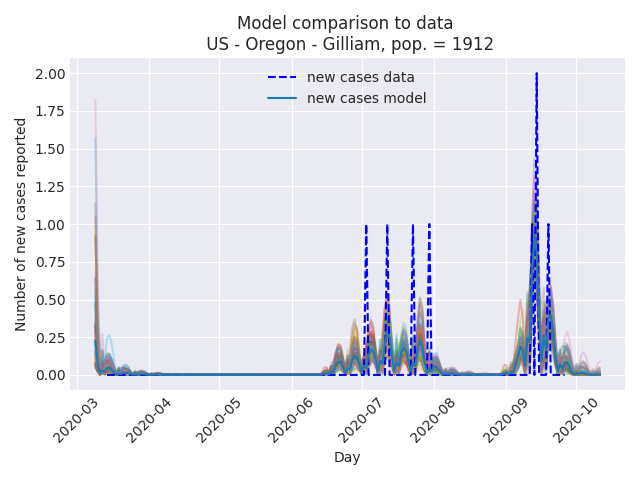 Model comparison to data
US - Oregon - Gilliam, pop. = 1912
new cases data
new cases model
Number of new cases reported
2.00
1.75
1.50
1.25
1.00
0.75
0.50
0.25
0.00
2020-03
2020-04
2020-05
2020-06
2020-07
2020-08
2020-09
2020-10
Day